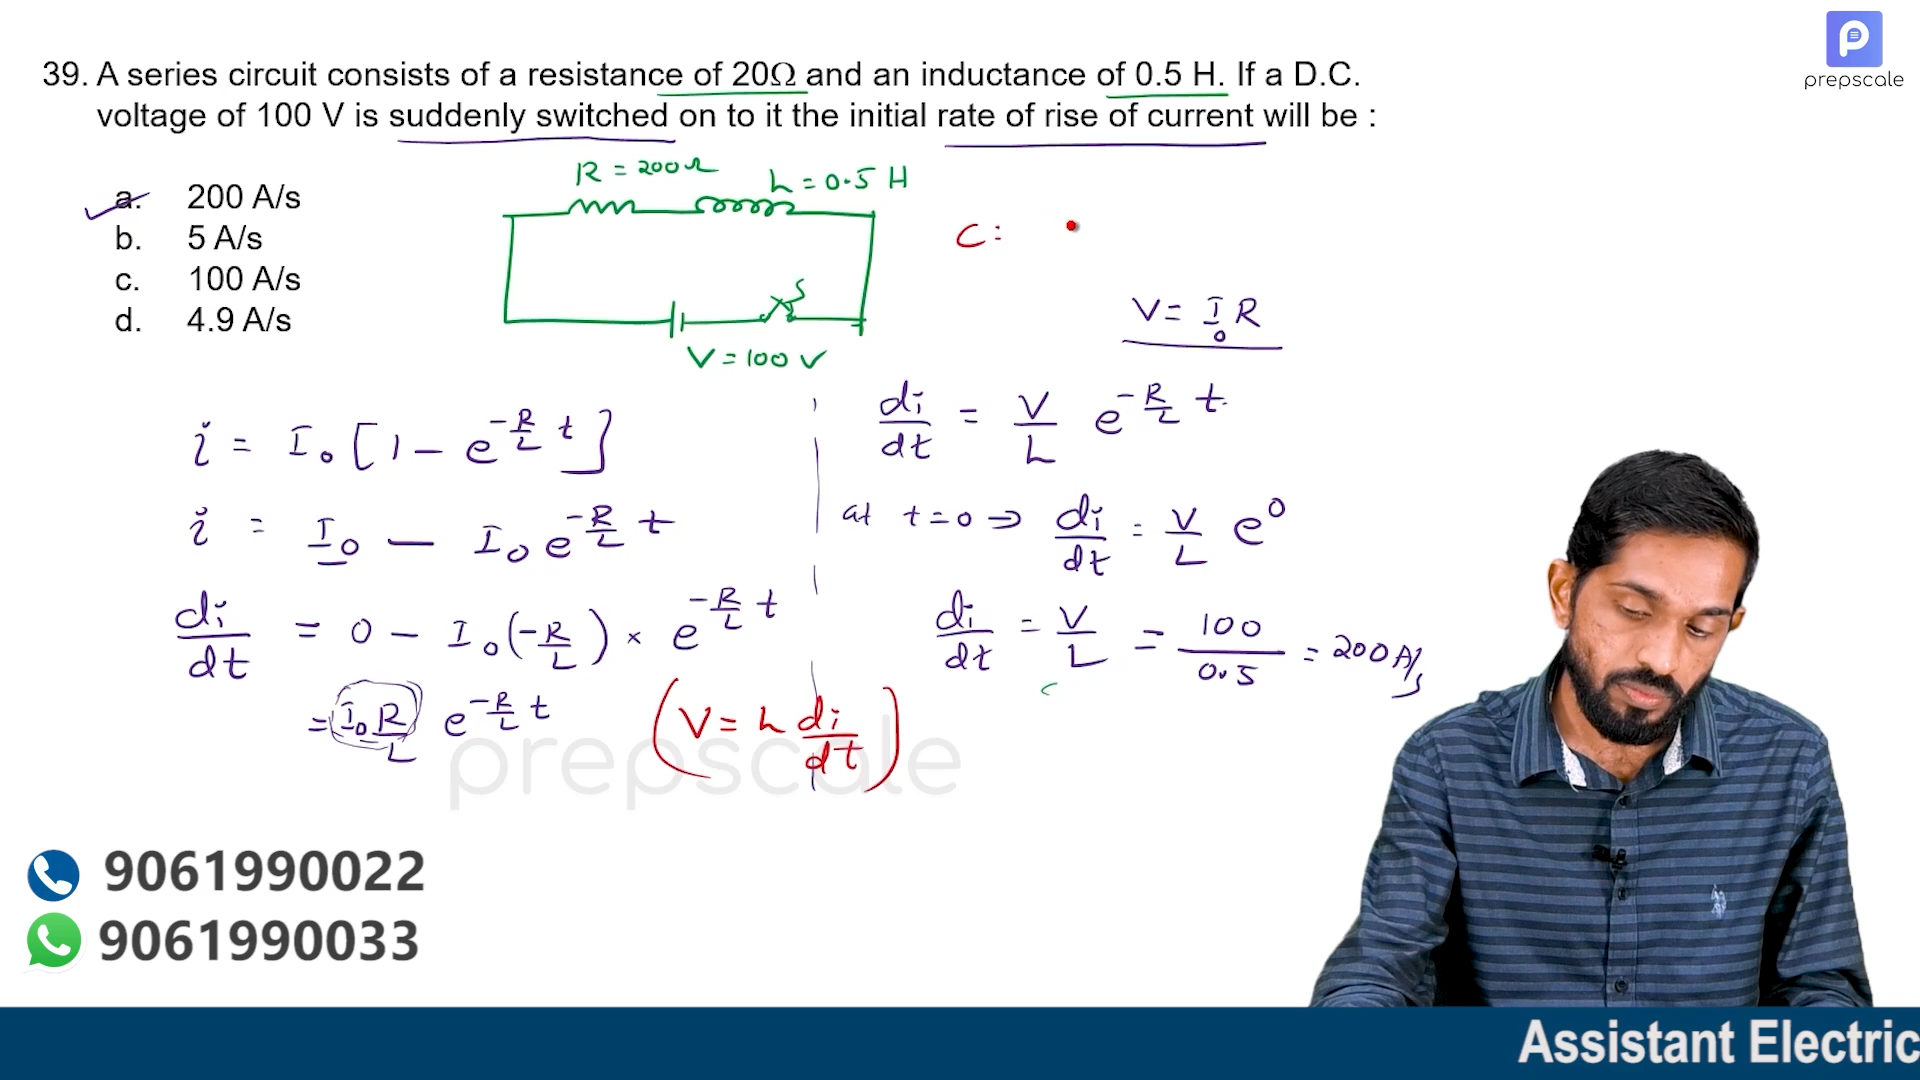 prepscale
39. A series circuit consists of a resistance of 20Ω and an inductance of 0.5 H. If a D.C.
voltage of 100 V is suddenly switched on to it the initial rate of rise of current will be :
a. 200 A/s
b. 5 A/s
c. 100 A/s
d. 4.9 A/s
R = 200Ω
L = 0.5 H
S
V = 100 V
C:
V = I₀ R
i = I₀ [1 - e^(-R/L t)]
i = I₀ - I₀ e^(-R/L t)
di/dt = 0 - I₀ (-R/L) × e^(-R/L t)
= I₀R/L e^(-R/L t)
(V = L di/dt)
di/dt = V/L e^(-R/L t)
at t=0 ⇒ di/dt = V/L e⁰
di/dt = V/L = 100/0.5 = 200 A/s
prepscale
9061990022
9061990033
Assistant Electric